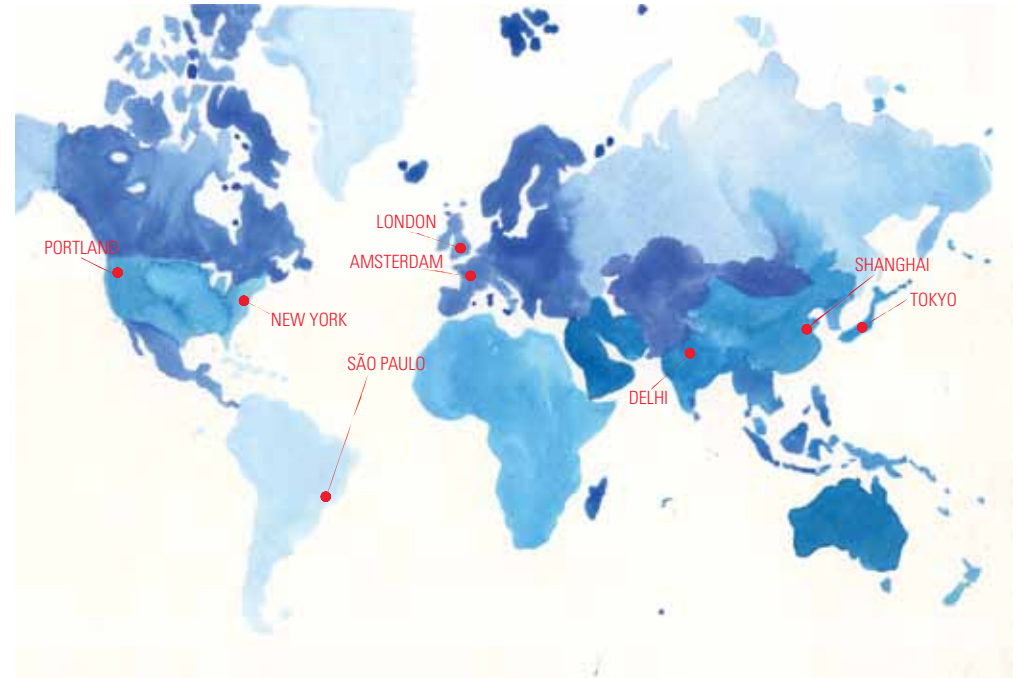 LONDON
PORTLAND
AMSTERDAM
SHANGHAI
TOKYO
NEW YORK
SÃO PAULO
DELHI